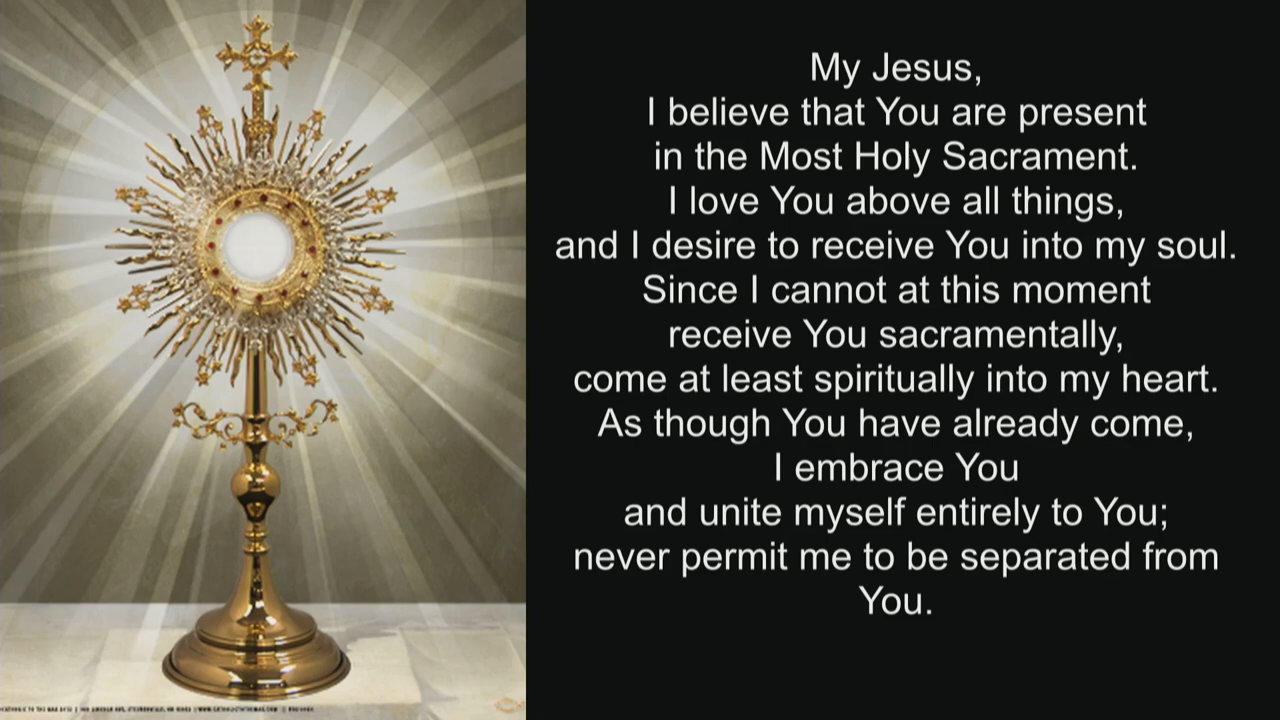 My Jesus,
I believe that You are present
in the Most Holy Sacrament.
I love You above all things,
and I desire to receive You into my soul.
Since I cannot at this moment
receive You sacramentally,
come at least spiritually into my heart.
As though You have already come,
I embrace You
and unite myself entirely to You;
never permit me to be separated from
You.